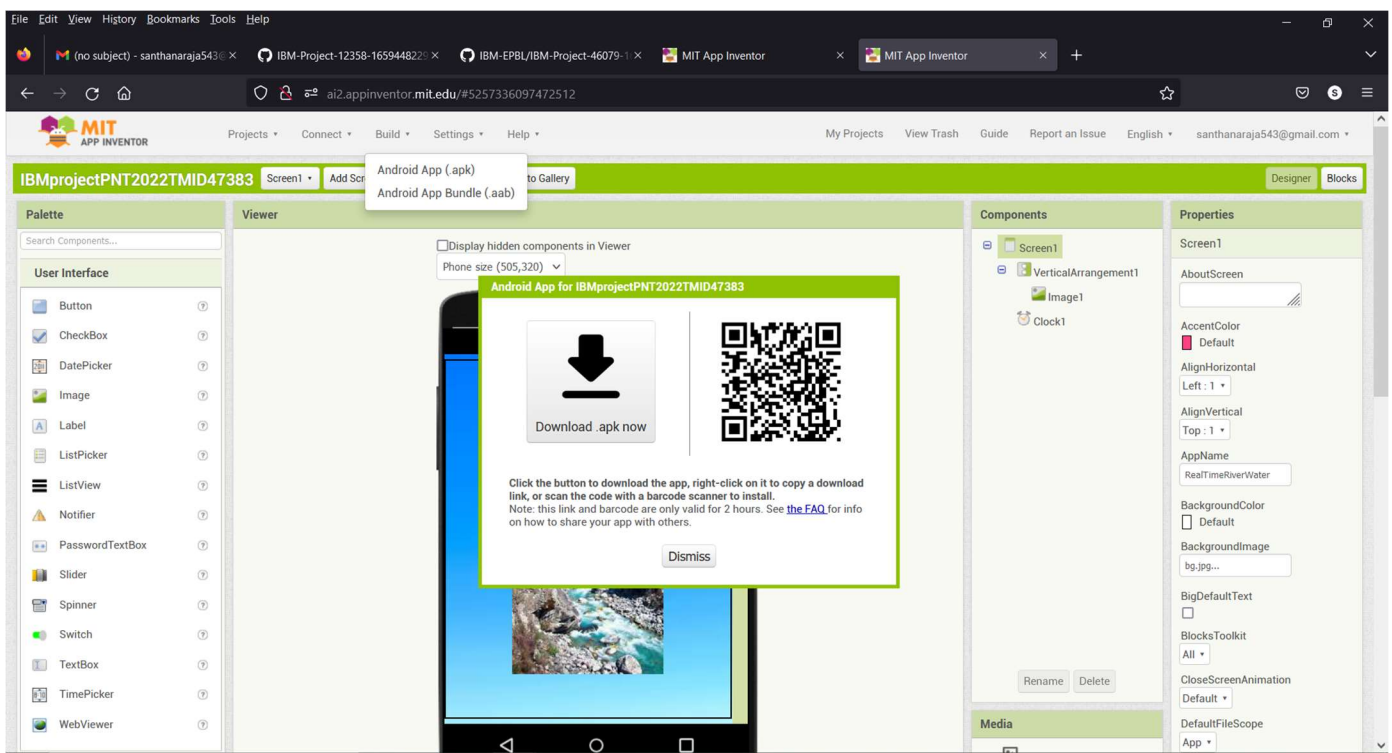 File Edit View History Bookmarks Tools Help
(no subject) - santhanaraja543@
IBM-Project-12358-1659448229
IBM-EPBL/IBM-Project-46079-1
MIT App Inventor
MIT App Inventor
ai2.appinventor.mit.edu/#5257336097472512
S
MIT
APP INVENTOR
Projects Connect Build Settings Help
My Projects View Trash Guide Report an Issue English santhanaraja543@gmail.com
Android App (.apk)
Android App Bundle (.aab)
IBMprojectPNT2022TMID47383 Screen1 Add Scr to Gallery Designer Blocks
Palette
Search Components...
User Interface
Button
CheckBox
DatePicker
Image
Label
ListPicker
ListView
Notifier
PasswordTextBox
Slider
Spinner
Switch
TextBox
TimePicker
WebViewer
Viewer
Display hidden components in Viewer
Phone size (505,320)
Android App for IBMprojectPNT2022TMID47383
Download .apk now
Click the button to download the app, right-click on it to copy a download
link, or scan the code with a barcode scanner to install.
Note: this link and barcode are only valid for 2 hours. See the FAQ for info
on how to share your app with others.
Dismiss
Components
Screen1
VerticalArrangement1
Image1
Clock1
Rename Delete
Media
Properties
Screen1
AboutScreen
AccentColor
Default
AlignHorizontal
Left : 1
AlignVertical
Top : 1
AppName
RealTimeRiverWater
BackgroundColor
Default
BackgroundImage
bg.jpg...
BigDefaultText
BlocksToolkit
All
CloseScreenAnimation
Default
DefaultFileScope
App